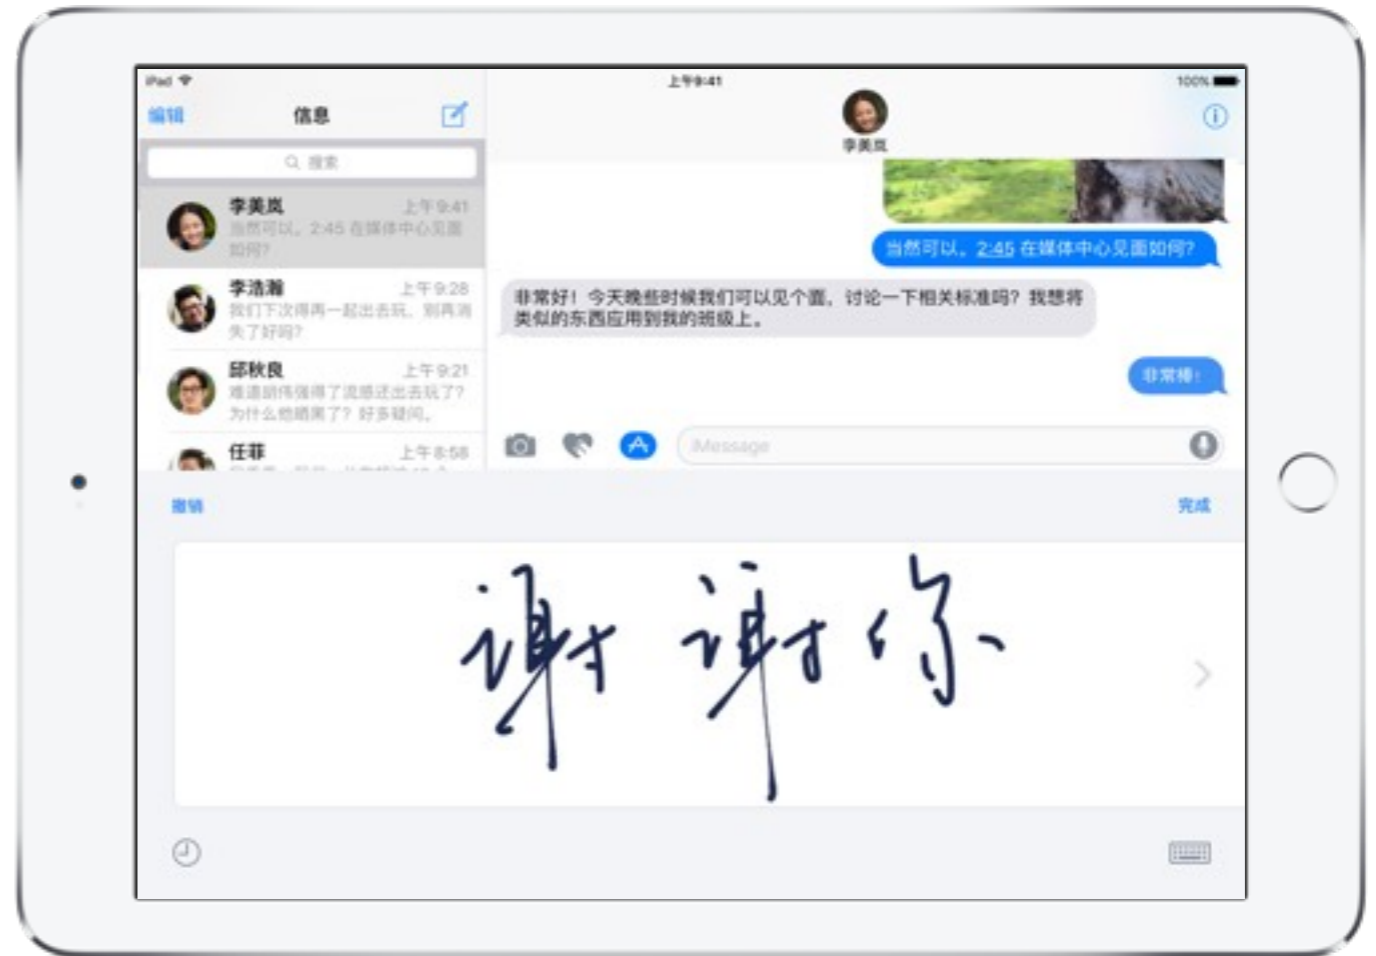 iPad
上午9:41
100%
编辑
信息
搜索
李美岚
李美岚
上午9:41
当然可以。2:45 在媒体中心见面
如何?
李浩瀚
上午9:28
我们下次得再一起出去玩，别再消
失了好吗?
邱秋良
上午9:21
难道胡伟强得了流感还出去玩了?
为什么他晒黑了? 好多疑问。
任菲
上午8:58
当然可以。2:45 在媒体中心见面如何?
非常好！今天晚些时候我们可以见个面，讨论一下相关标准吗? 我想将
类似的东西应用到我的班级上。
非常棒!
iMessage
撤销
完成
谢谢你